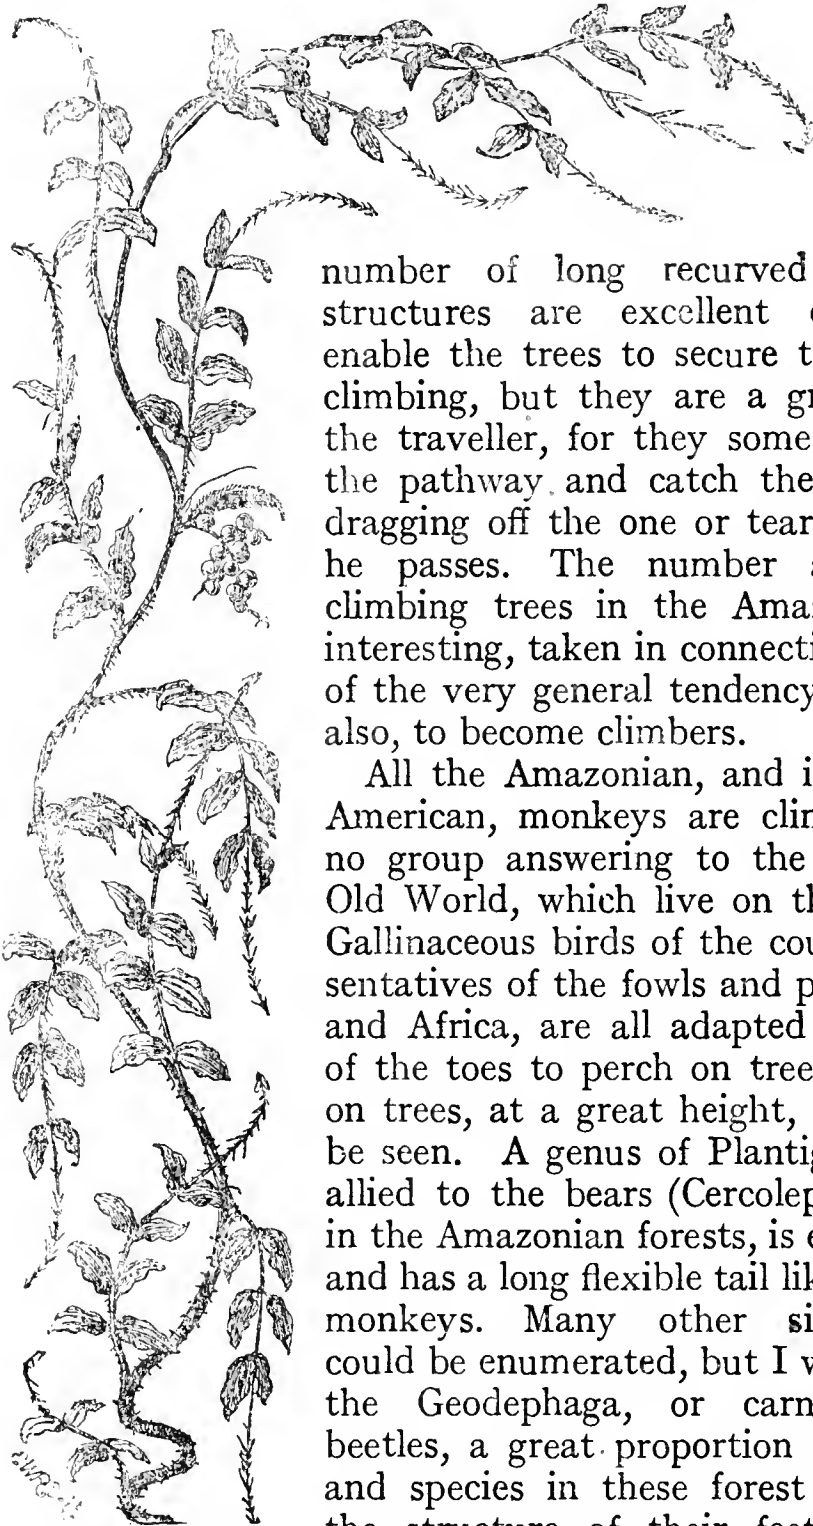 number of long recurved
structures are excellent
enable the trees to secure
climbing, but they are a
the traveller, for they some
the pathway and catch the
dragging off the one or tear
he passes. The number
climbing trees in the Ama
interesting, taken in connecti
of the very general tendency
also, to become climbers.
All the Amazonian, and
American, monkeys are
no group answering to the
Old World, which live on
Gallinaceous birds of the
sentatives of the fowls and
and Africa, are all adapted
of the toes to perch on tree
on trees, at a great height,
be seen. A genus of Planti
allied to the bears (Cercolep
in the Amazonian forests, is
and has a long flexible tail
monkeys. Many other si
could be enumerated, but I
the Geodephaga, or carn
beetles, a great proportion
and species in these forest